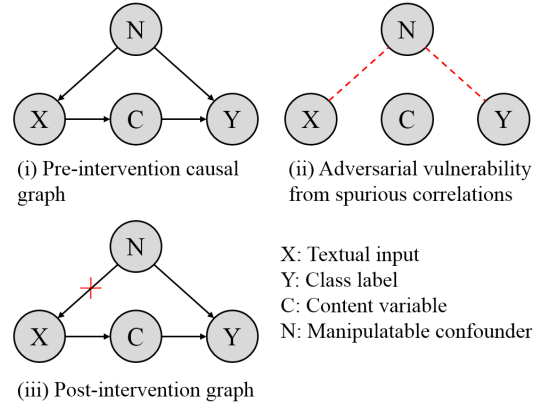 N
X
C
Y
(i) Pre-intervention causal
graph
N
X
C
Y
(ii) Adversarial vulnerability
from spurious correlations
N
X
C
Y
(iii) Post-intervention graph
X: Textual input
Y: Class label
C: Content variable
N: Manipulatable confounder